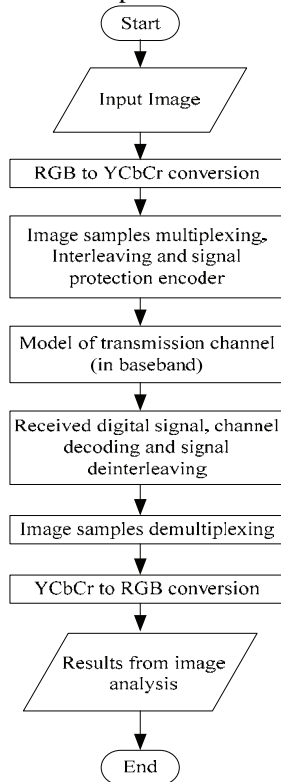 Start
Input Image
RGB to YCbCr conversion
Image samples multiplexing,
Interleaving and signal
protection encoder
Model of transmission channel
(in baseband)
Received digital signal, channel
decoding and signal
deinterleaving
Image samples demultiplexing
YCbCr to RGB conversion
Results from image
analysis
End